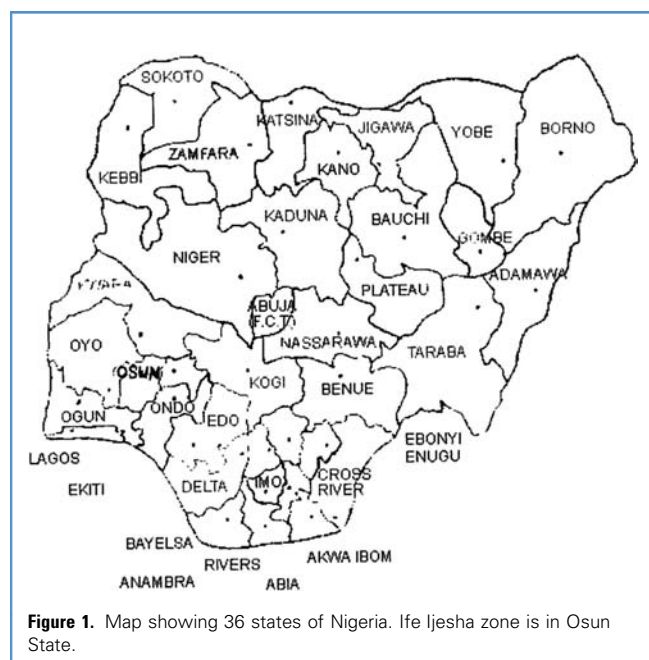 SOKOTO
KATSINA
JIGAWA
YOBE
BORNO
ZAMFARA
KANO
KEBB
KADUNA
BAUCHI
GOMBE
NIGER
ADAMAWA
PLATEAU
ABUJA
(F.C.T)
NASSARAWA
TARABA
OYO
OSUN
KOGI
BENUE
OGUN
ONDO
EDO
EBONYI
ENUGU
LAGOS
CROSS
RIVER
EKITI
DELTA
IMO
BAYELSA
RIVERS
AKWA IBOM
ANAMBRA
ABIA
Figure 1. Map showing 36 states of Nigeria. Ife Ijesha zone is in Osun
State.